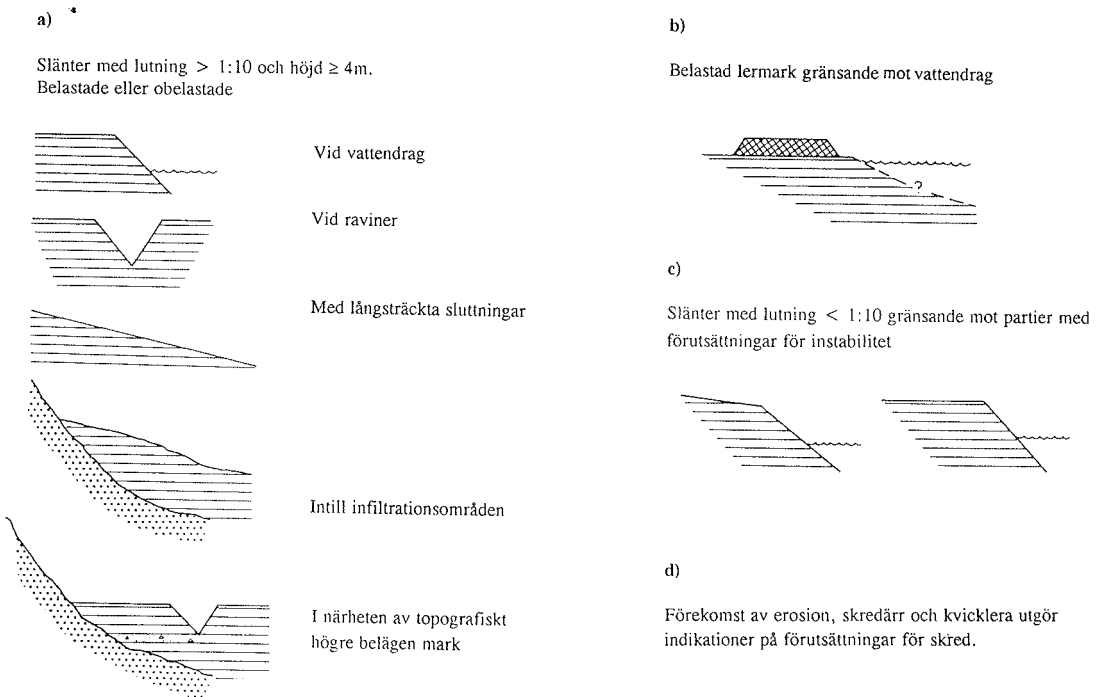 a)
Slänter med lutning > 1:10 och höjd ≥ 4m.
Belastade eller obelastade
Vid vattendrag
Vid raviner
Med långsträckta sluttningar
Intill infiltrationsområden
I närheten av topografiskt
högre belägen mark
b)
Belastad lermark gränsande mot vattendrag
?
c)
Slänter med lutning < 1:10 gränsande mot partier med
förutsättningar för instabilitet
d)
Förekomst av erosion, skredärr och kvicklera utgör
indikationer på förutsättningar för skred.